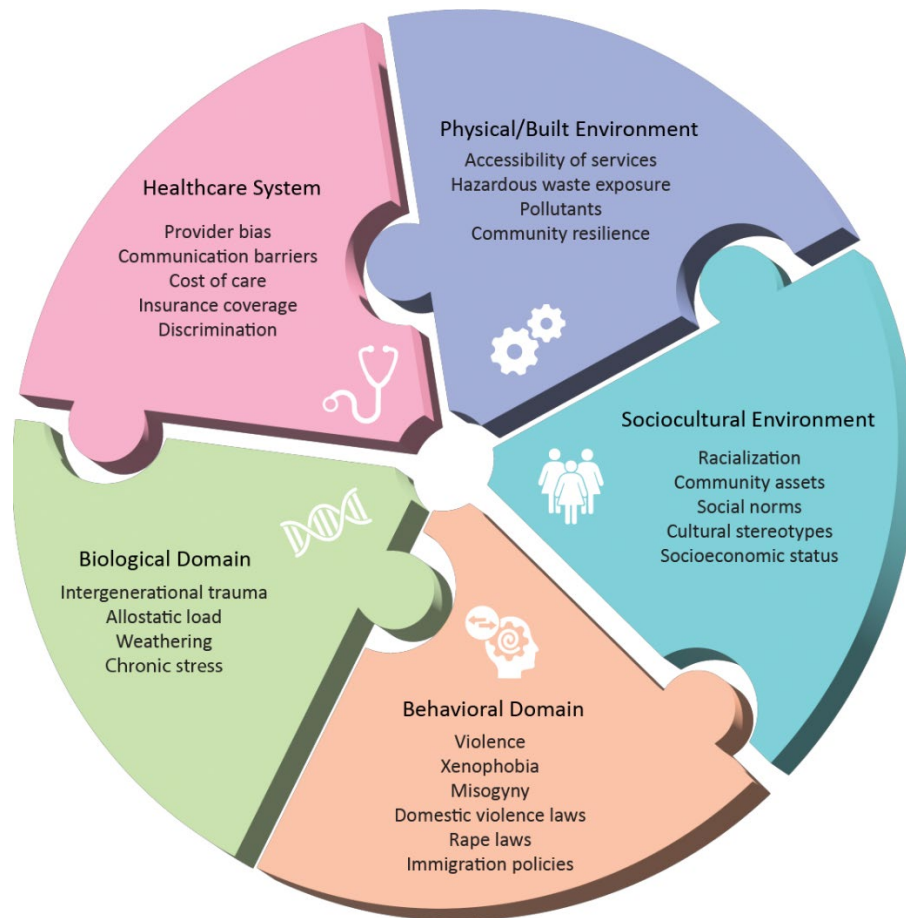 Physical/Built Environment
Accessibility of services
Hazardous waste exposure
Pollutants
Community resilience
Healthcare System
Provider bias
Communication barriers
Cost of care
Insurance coverage
Discrimination
Sociocultural Environment
Racialization
Community assets
Social norms
Cultural stereotypes
Socioeconomic status
Biological Domain
Intergenerational trauma
Allostatic load
Weathering
Chronic stress
Behavioral Domain
Violence
Xenophobia
Misogyny
Domestic violence laws
Rape laws
Immigration policies